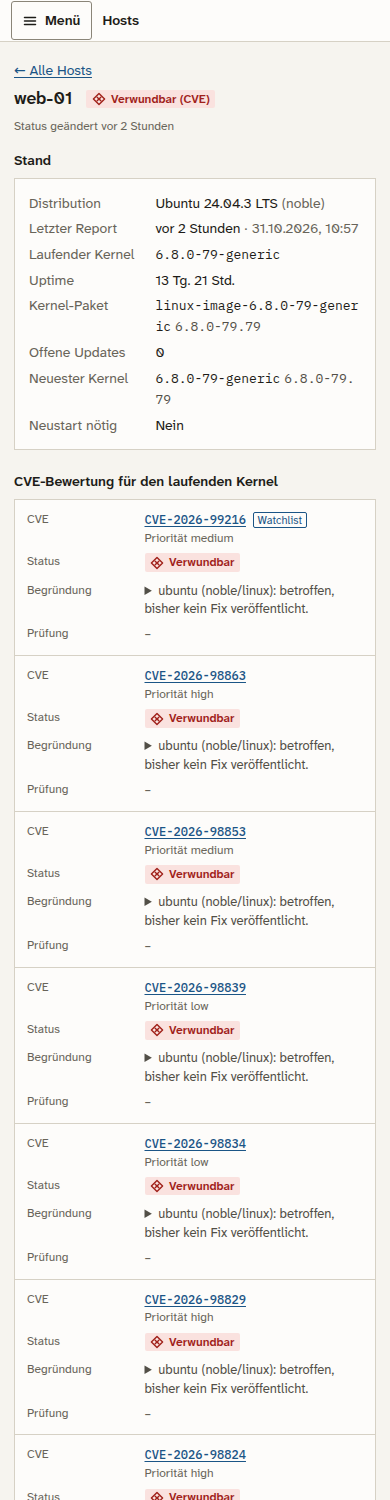 Menü Hosts
← Alle Hosts
web-01 Verwundbar (CVE)
Status geändert vor 2 Stunden
Stand
Distribution Ubuntu 24.04.3 LTS (noble)
Letzter Report vor 2 Stunden · 31.10.2026, 10:57
Laufender Kernel 6.8.0-79-generic
Uptime 13 Tg. 21 Std.
Kernel-Paket linux-image-6.8.0-79-gener
ic 6.8.0-79.79
Offene Updates 0
Neuester Kernel 6.8.0-79-generic 6.8.0-79.
79
Neustart nötig Nein
CVE-Bewertung für den laufenden Kernel
CVE CVE-2026-99216 Watchlist
Priorität medium
Status Verwundbar
Begründung ▶ ubuntu (noble/linux): betroffen,
bisher kein Fix veröffentlicht.
Prüfung –
CVE CVE-2026-98863
Priorität high
Status Verwundbar
Begründung ▶ ubuntu (noble/linux): betroffen,
bisher kein Fix veröffentlicht.
Prüfung –
CVE CVE-2026-98853
Priorität medium
Status Verwundbar
Begründung ▶ ubuntu (noble/linux): betroffen,
bisher kein Fix veröffentlicht.
Prüfung –
CVE CVE-2026-98839
Priorität low
Status Verwundbar
Begründung ▶ ubuntu (noble/linux): betroffen,
bisher kein Fix veröffentlicht.
Prüfung –
CVE CVE-2026-98834
Priorität low
Status Verwundbar
Begründung ▶ ubuntu (noble/linux): betroffen,
bisher kein Fix veröffentlicht.
Prüfung –
CVE CVE-2026-98829
Priorität high
Status Verwundbar
Begründung ▶ ubuntu (noble/linux): betroffen,
bisher kein Fix veröffentlicht.
Prüfung –
CVE CVE-2026-98824
Priorität high
Status Verwundbar